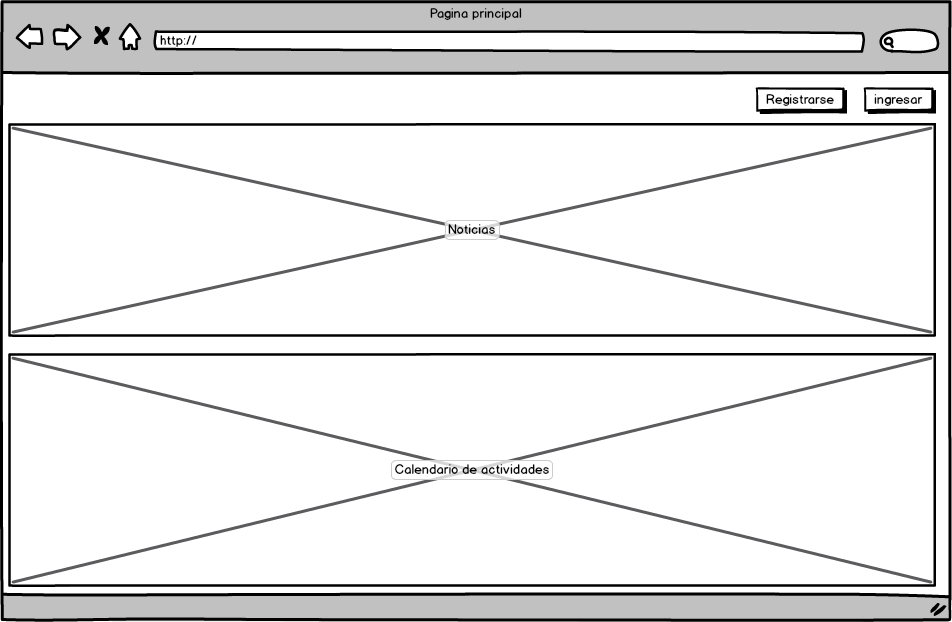 Pagina principal
http://
Registrarse
ingresar
Noticias
Calendario de actividades